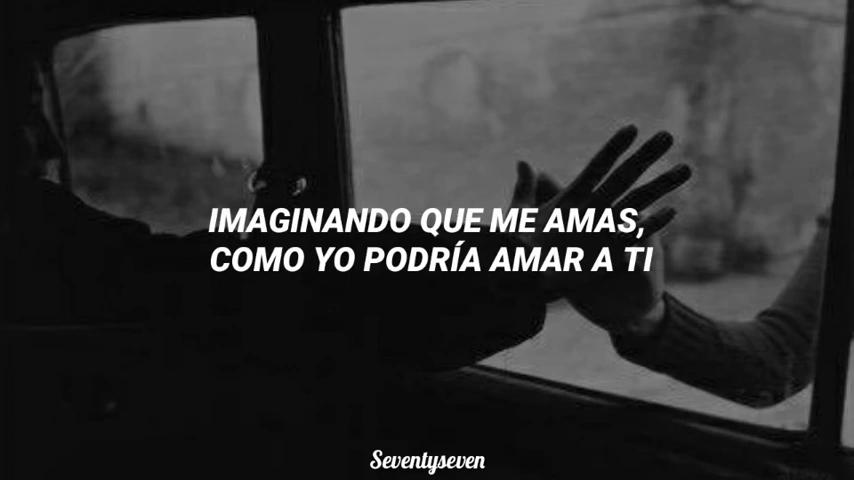 IMAGINANDO QUE ME AMAS,
COMO YO PODRÍA AMAR A TI
Seventyseven